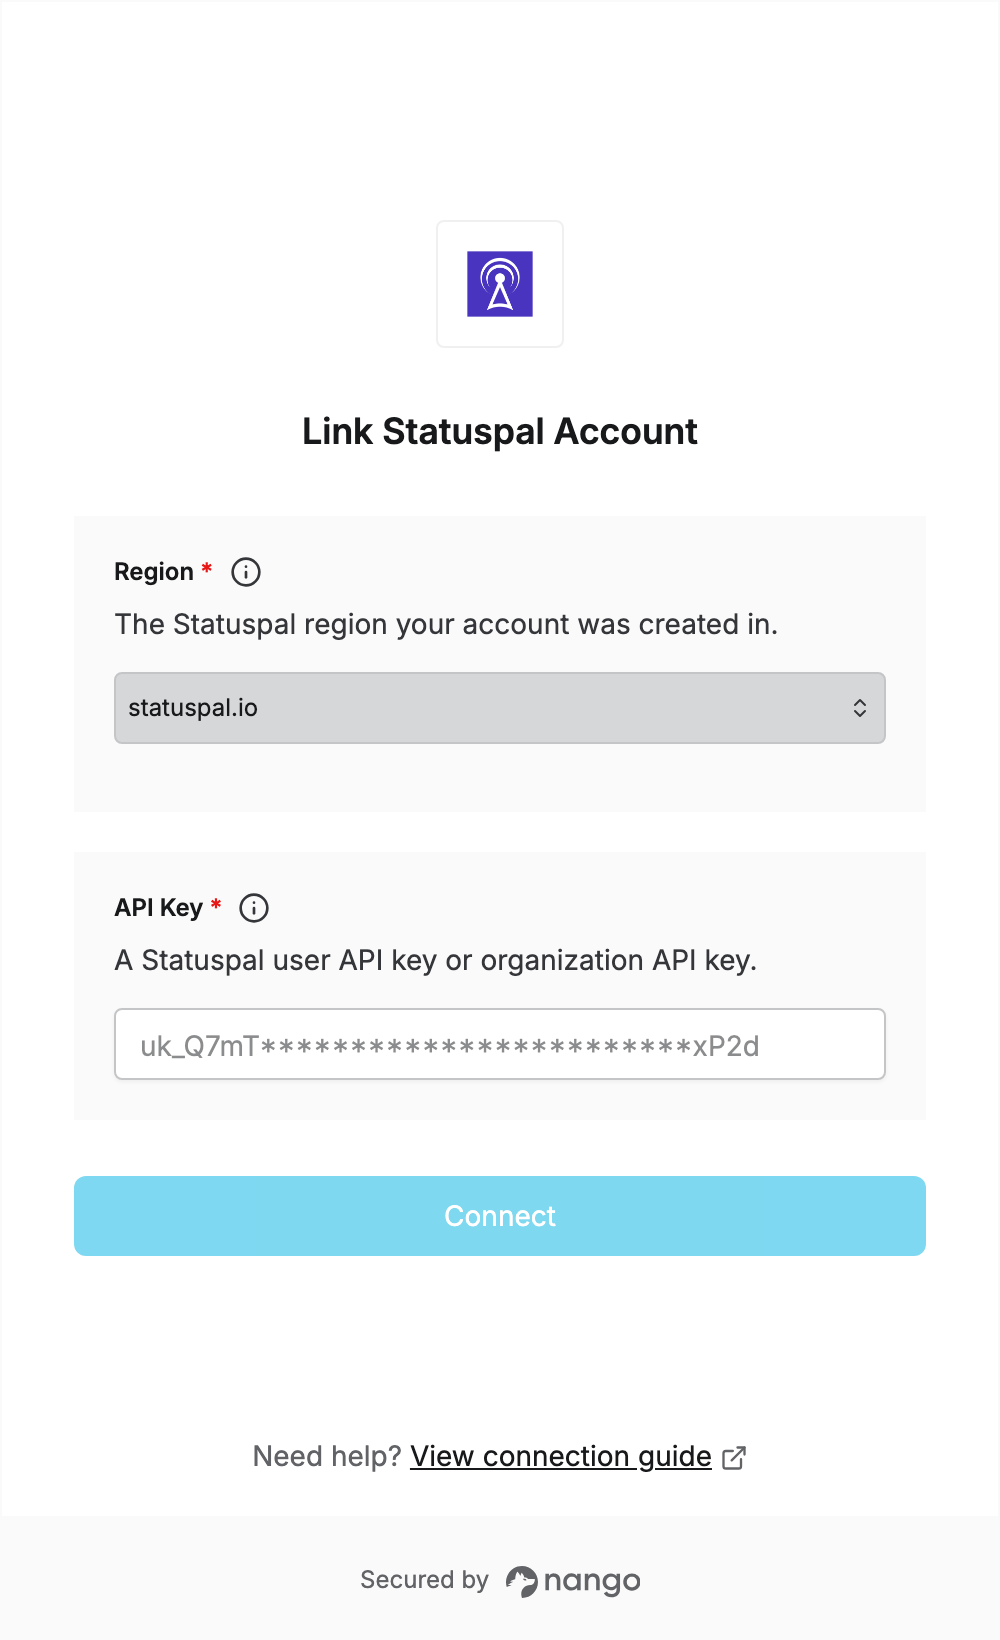 Link Statuspal Account
Region *
The Statuspal region your account was created in.
statuspal.io
API Key *
A Statuspal user API key or organization API key.
uk_Q7mT************************xP2d
Connect
Need help? View connection guide
Secured by nango